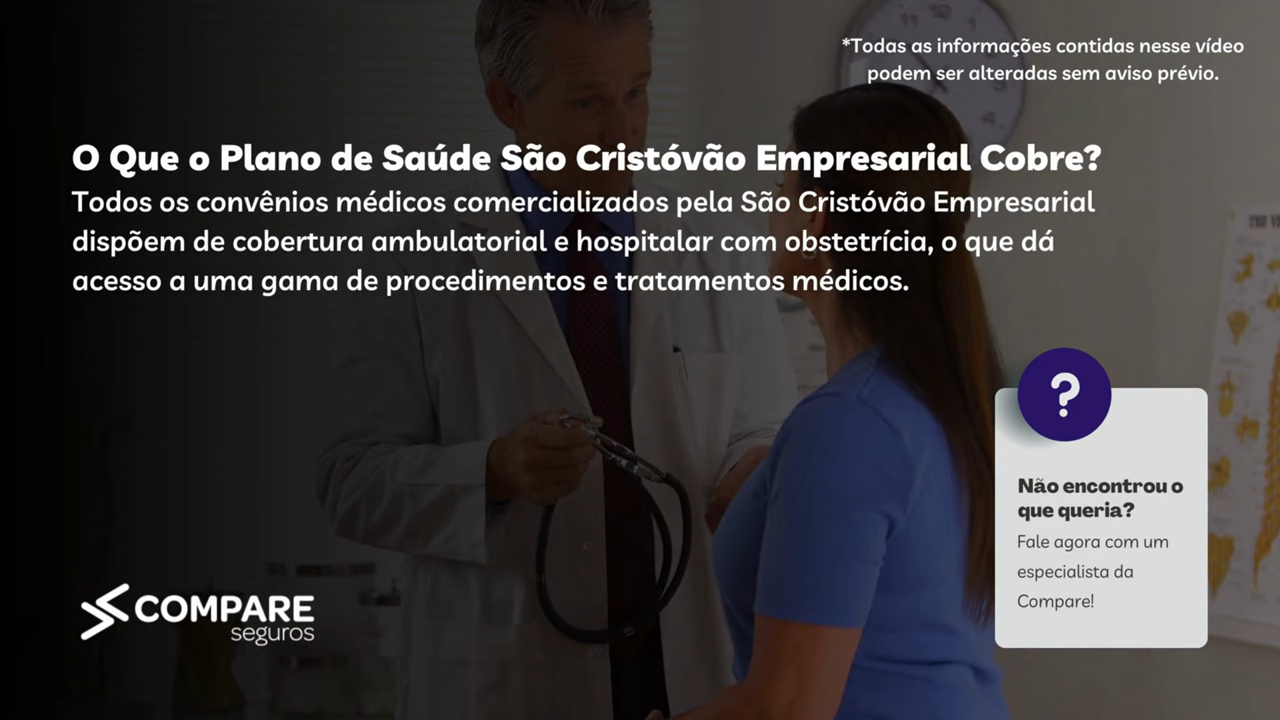 *Todas as informações contidas nesse vídeo
podem ser alteradas sem aviso prévio.
O Que o Plano de Saúde São Cristóvão Empresarial Cobre?
Todos os convênios médicos comercializados pela São Cristóvão Empresarial
dispõem de cobertura ambulatorial e hospitalar com obstetrícia, o que dá
acesso a uma gama de procedimentos e tratamentos médicos.
?
Não encontrou o
que queria?
Fale agora com um
especialista da
Compare!
COMPARE
seguros